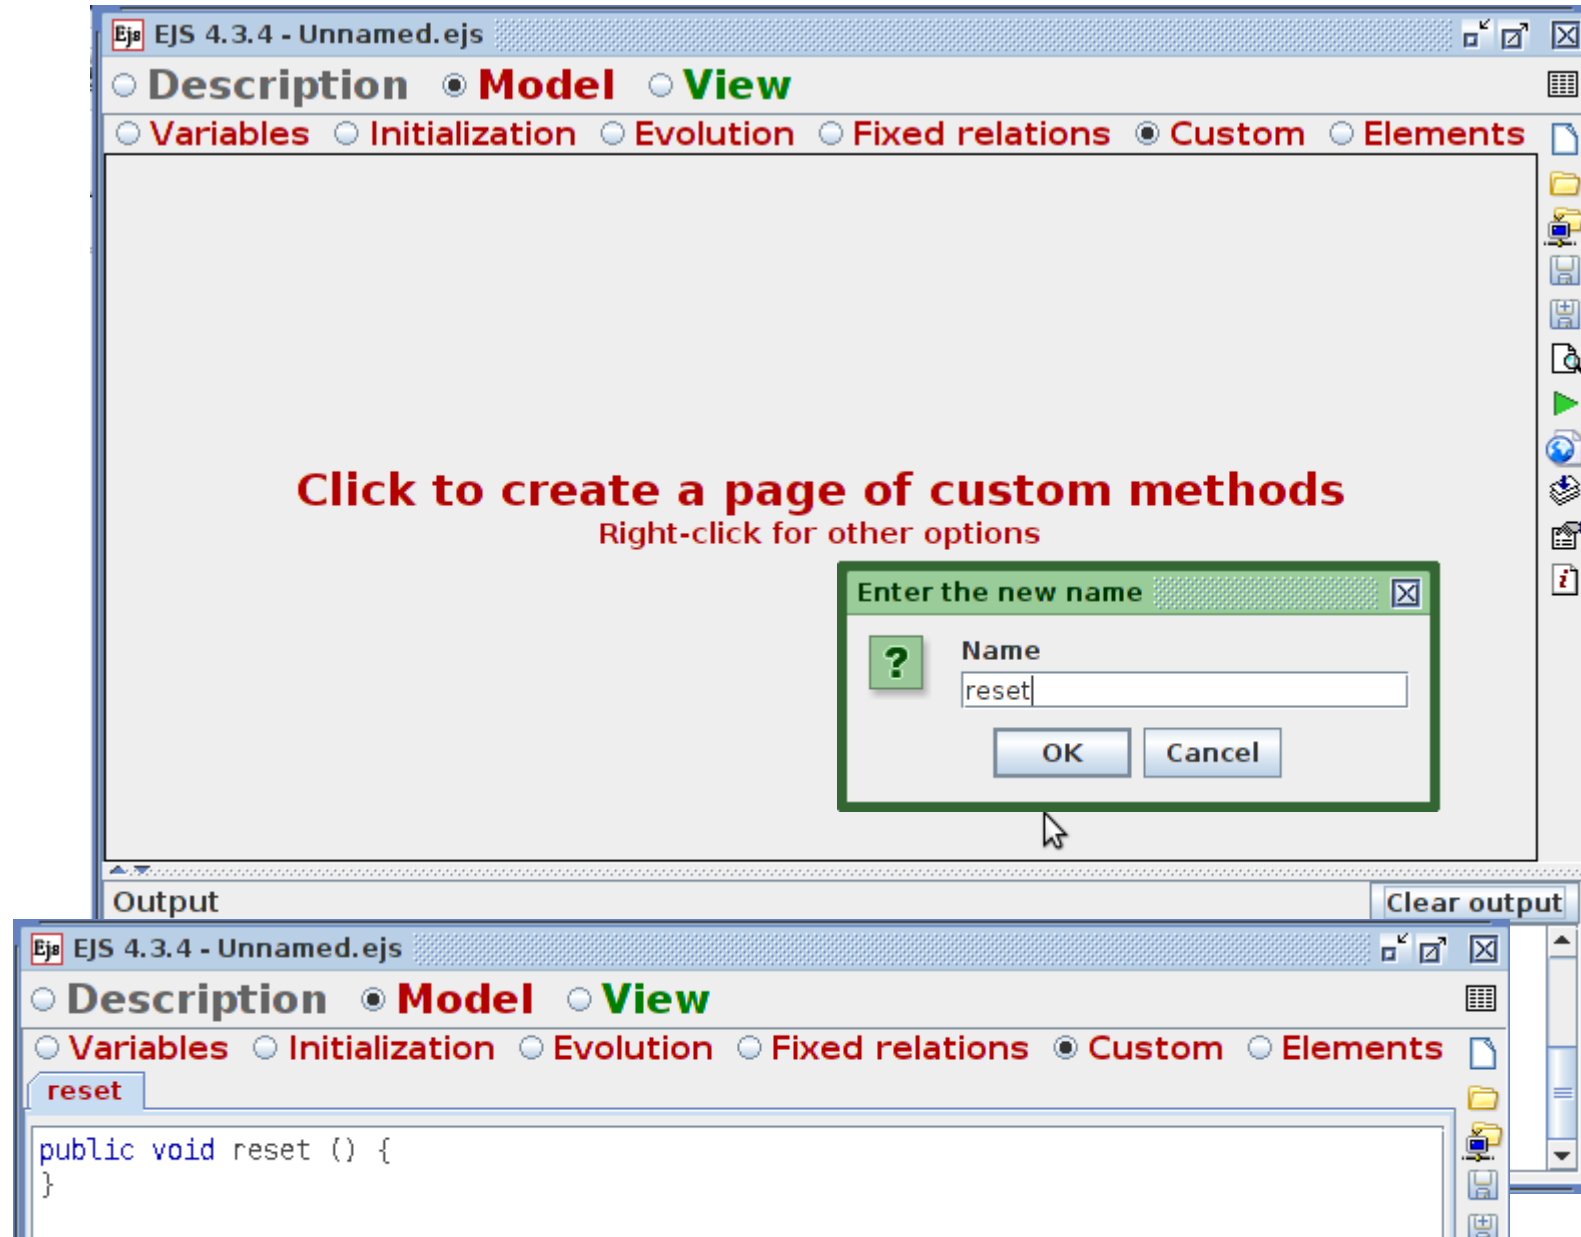 Ejs EJS 4.3.4 - Unnamed.ejs
Description Model View
Variables Initialization Evolution Fixed relations Custom Elements
Click to create a page of custom methods
Right-click for other options
Enter the new name
?
Name
reset
OK Cancel
Output Clear output
Ejs EJS 4.3.4 - Unnamed.ejs
Description Model View
Variables Initialization Evolution Fixed relations Custom Elements
reset
public void reset () {
}